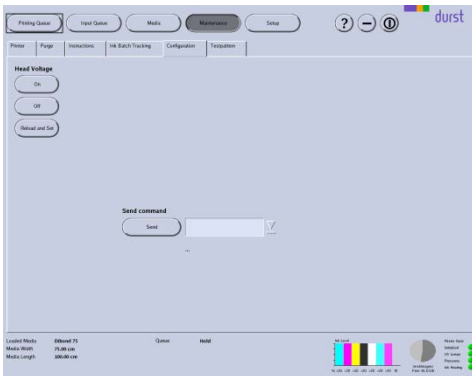 Printing Queue
Input Queue
Media
Maintenance
Setup
?
durst
Printer
Purge
Instructions
Ink Batch Tracking
Configuration
Testpattern
Head Voltage
On
Off
Reload and Set
Send command
Send
...
Loaded Media Dibond 75
Queue Hold
Media Width 75.00 cm
Media Length 100.00 cm
Ink Level